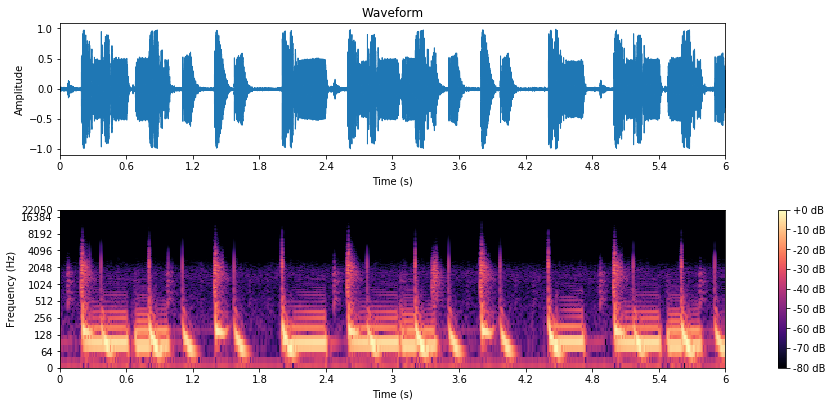 Waveform
1.0
0.5
0.0
−0.5
−1.0
Amplitude
0 0.6 1.2 1.8 2.4 3 3.6 4.2 4.8 5.4 6
Time (s)
22050
16384
8192
4096
2048
1024
512
256
128
64
0
Frequency (Hz)
0 0.6 1.2 1.8 2.4 3 3.6 4.2 4.8 5.4 6
Time (s)
+0 dB
-10 dB
-20 dB
-30 dB
-40 dB
-50 dB
-60 dB
-70 dB
-80 dB